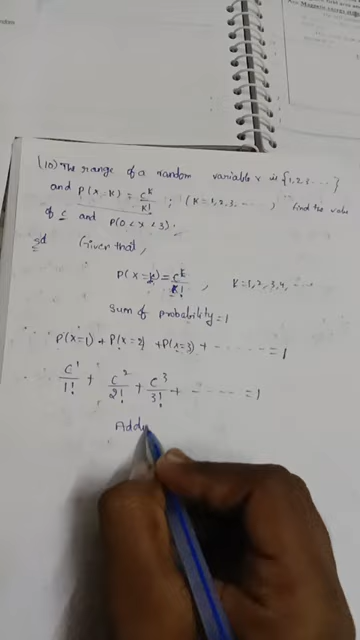 (10) The range of a random variable x is {1, 2, 3 ....}
and P(x=k) = c^k/k! ; (k=1,2,3,.... ) find the value
of c and P(0 < x < 3).
Sol Given that,
P(X=k) = c^k/k! , k=1,2,3,4, ....
Sum of probability = 1
P(x=1) + P(x=2) + P(x=3) + ------- = 1
c^1/1! + c^2/2! + c^3/3! + ------ = 1
Addi